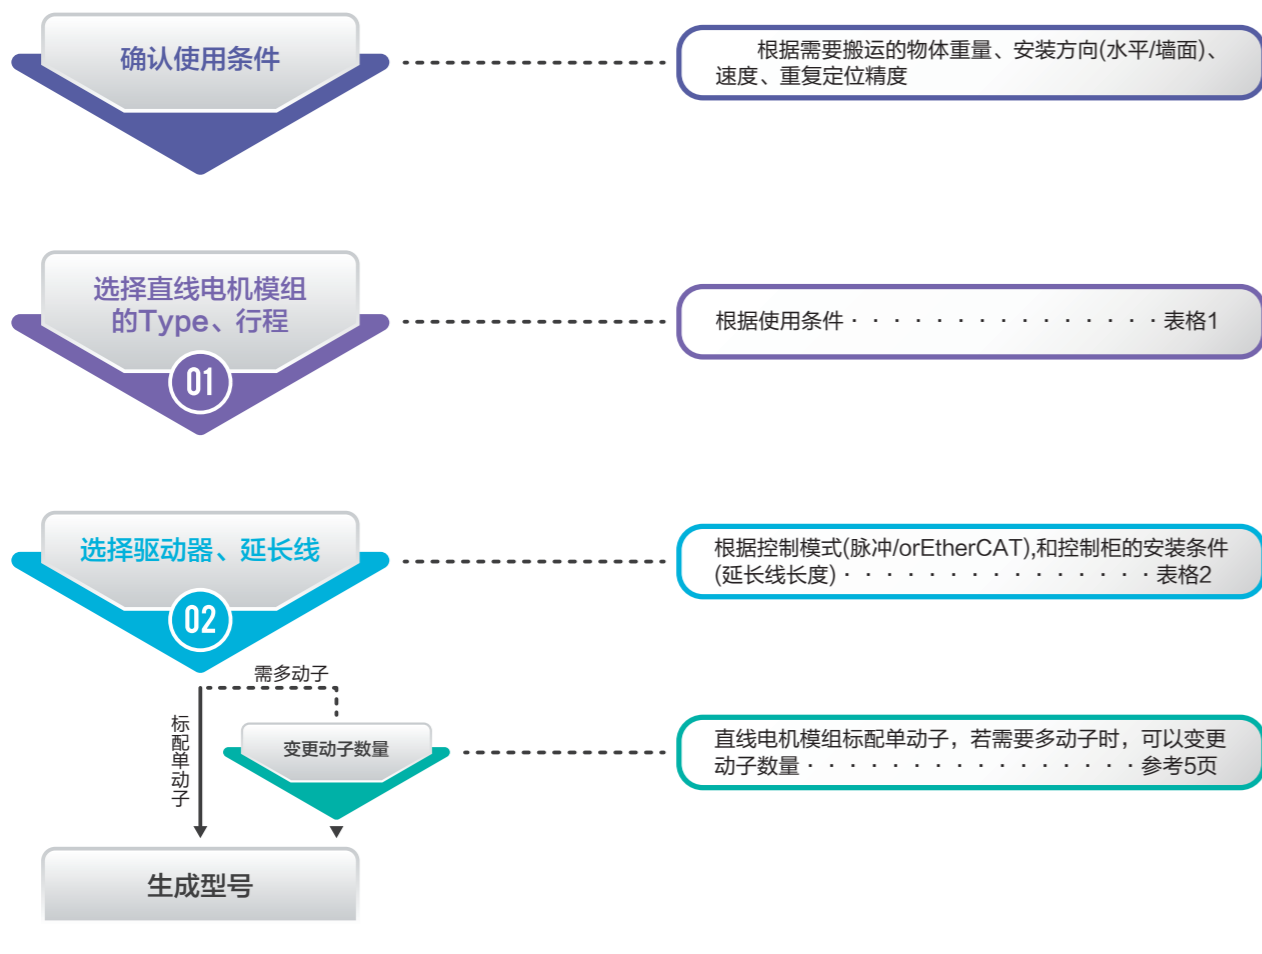 确认使用条件
根据需要搬运的物体重量、安装方向(水平/墙面)、
速度、重复定位精度
选择直线电机模组
的Type、行程
01
根据使用条件 · · · · · · · · · · · · · · · · 表格1
选择驱动器、延长线
02
根据控制模式(脉冲/orEtherCAT),和控制柜的安装条件
(延长线长度) · · · · · · · · · · · · · · · 表格2
需多动子
标配单动子
变更动子数量
直线电机模组标配单动子，若需要多动子时，可以变更
动子数量 · · · · · · · · · · · · · · · · 参考5页
生成型号